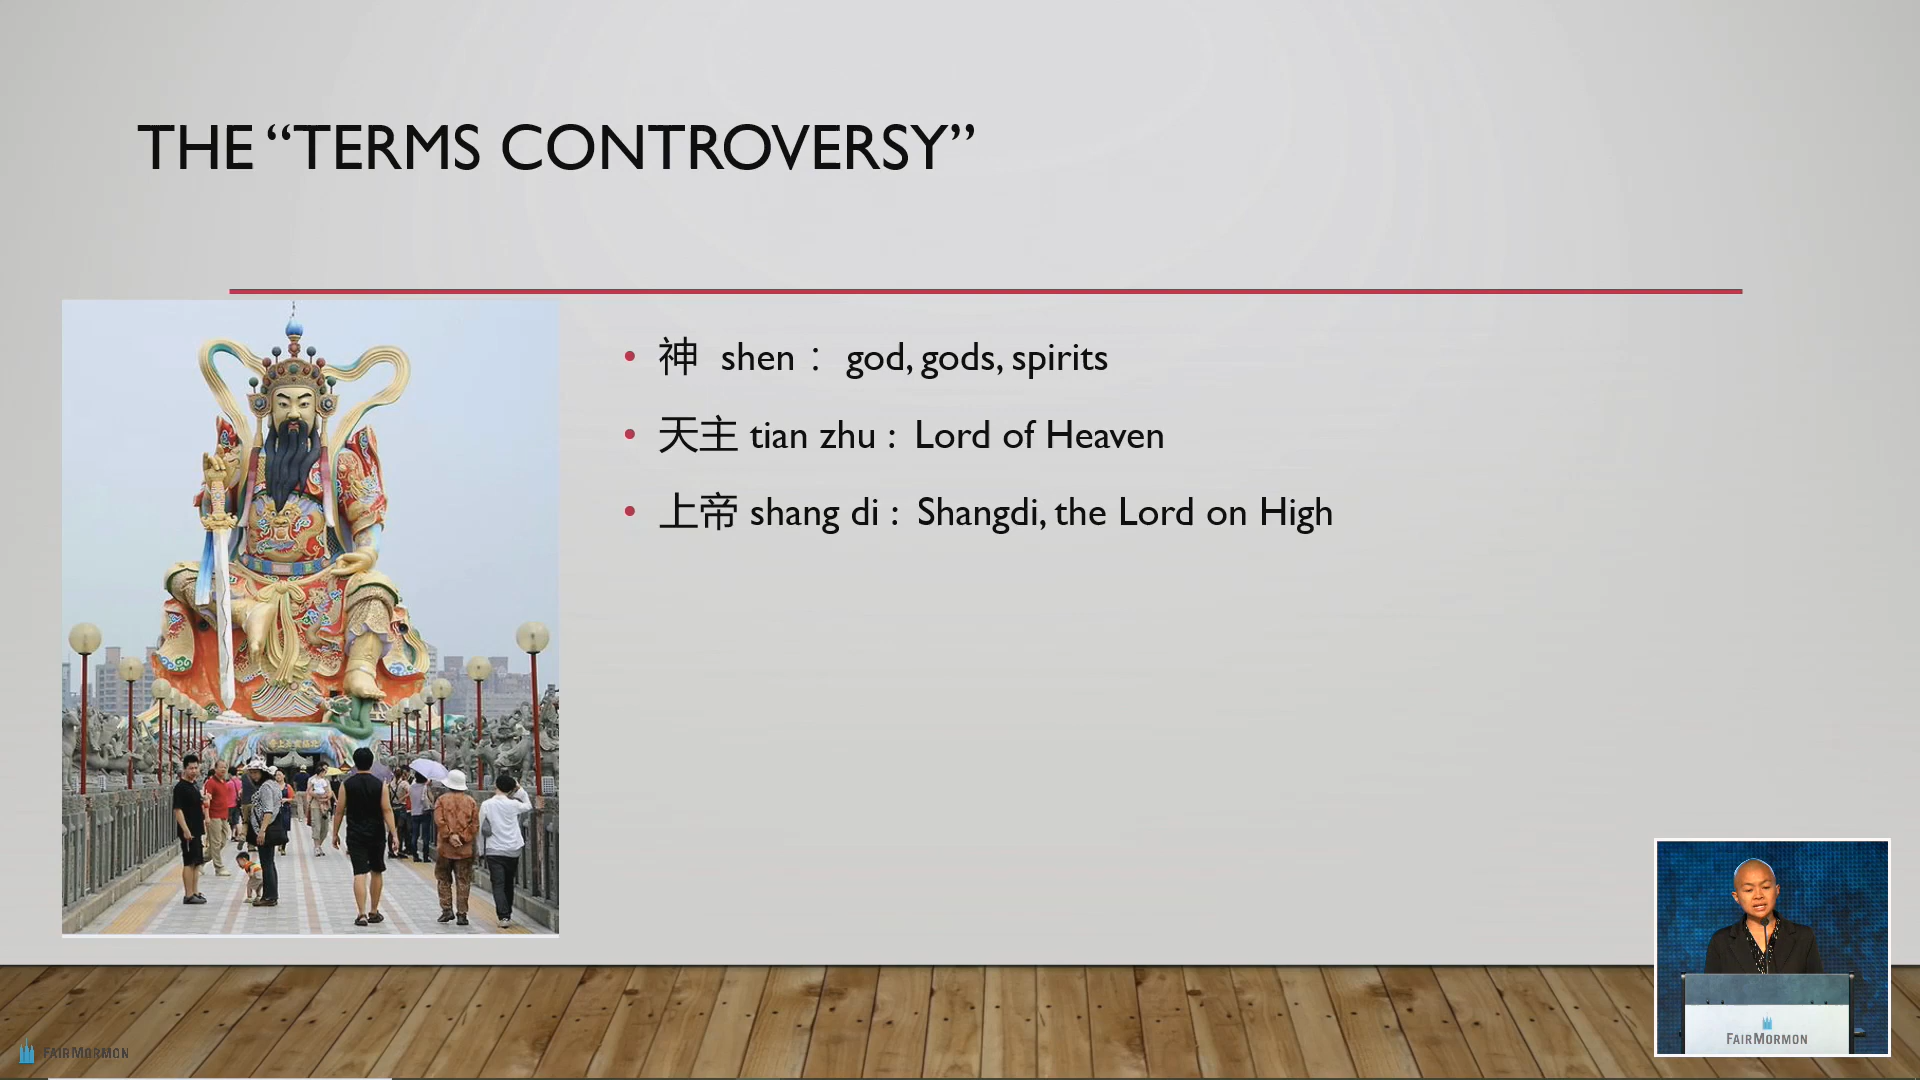 THE “TERMS CONTROVERSY”
神 shen： god, gods, spirits
天主 tian zhu : Lord of Heaven
上帝 shang di : Shangdi, the Lord on High
FAIRMORMON
FAIRMORMON